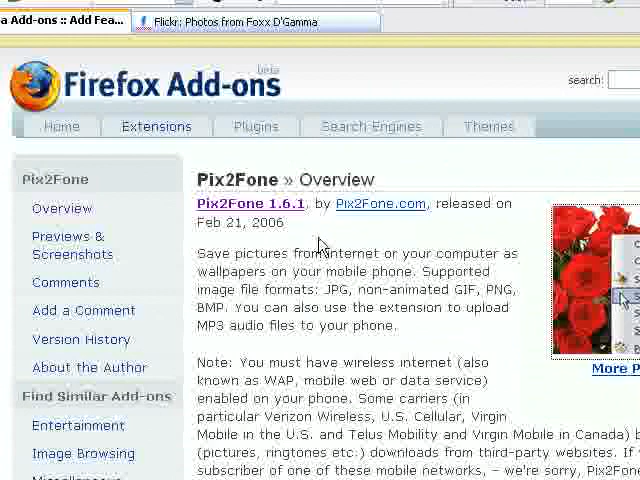 a Add-ons :: Add Fea...
Flickr: Photos from Foxx D'Gamma
Firefox Add-ons
beta
search:
Home
Extensions
Plugins
Search Engines
Themes
Pix2Fone
Overview
Previews &
Screenshots
Comments
Add a Comment
Version History
About the Author
Find Similar Add-ons
Entertainment
Image Browsing
Miscellaneous
Pix2Fone » Overview
Pix2Fone 1.6.1, by Pix2Fone.com, released on
Feb 21, 2006
Save pictures from internet or your computer as
wallpapers on your mobile phone. Supported
image file formats: JPG, non-animated GIF, PNG,
BMP. You can also use the extension to upload
MP3 audio files to your phone.
Note: You must have wireless internet (also
known as WAP, mobile web or data service)
enabled on your phone. Some carriers (in
particular Verizon Wireless, U.S. Cellular, Virgin
Mobile in the U.S. and Telus Mobility and Virgin Mobile in Canada) b
(pictures, ringtones etc.) downloads from third-party websites. If
subscriber of one of these mobile networks, – we're sorry, Pix2Fone
More P